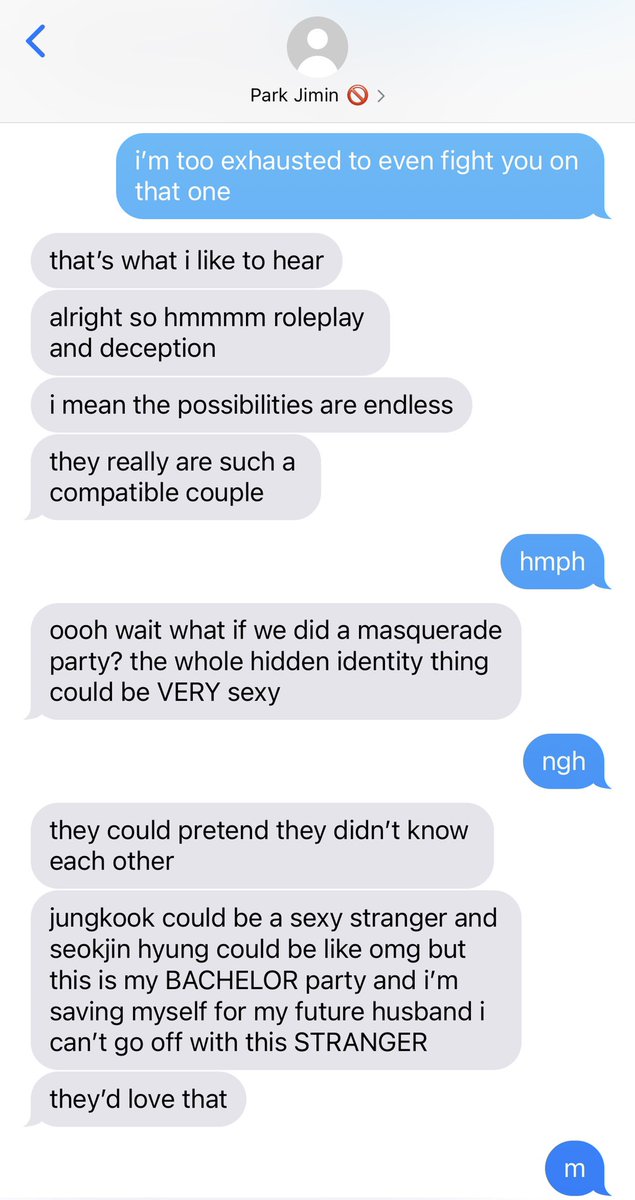 Park Jimin 🚫 >
i’m too exhausted to even fight you on
that one
that’s what i like to hear
alright so hmmmm roleplay
and deception
i mean the possibilities are endless
they really are such a
compatible couple
hmph
oooh wait what if we did a masquerade
party? the whole hidden identity thing
could be VERY sexy
ngh
they could pretend they didn’t know
each other
jungkook could be a sexy stranger and
seokjin hyung could be like omg but
this is my BACHELOR party and i’m
saving myself for my future husband i
can’t go off with this STRANGER
they’d love that
m